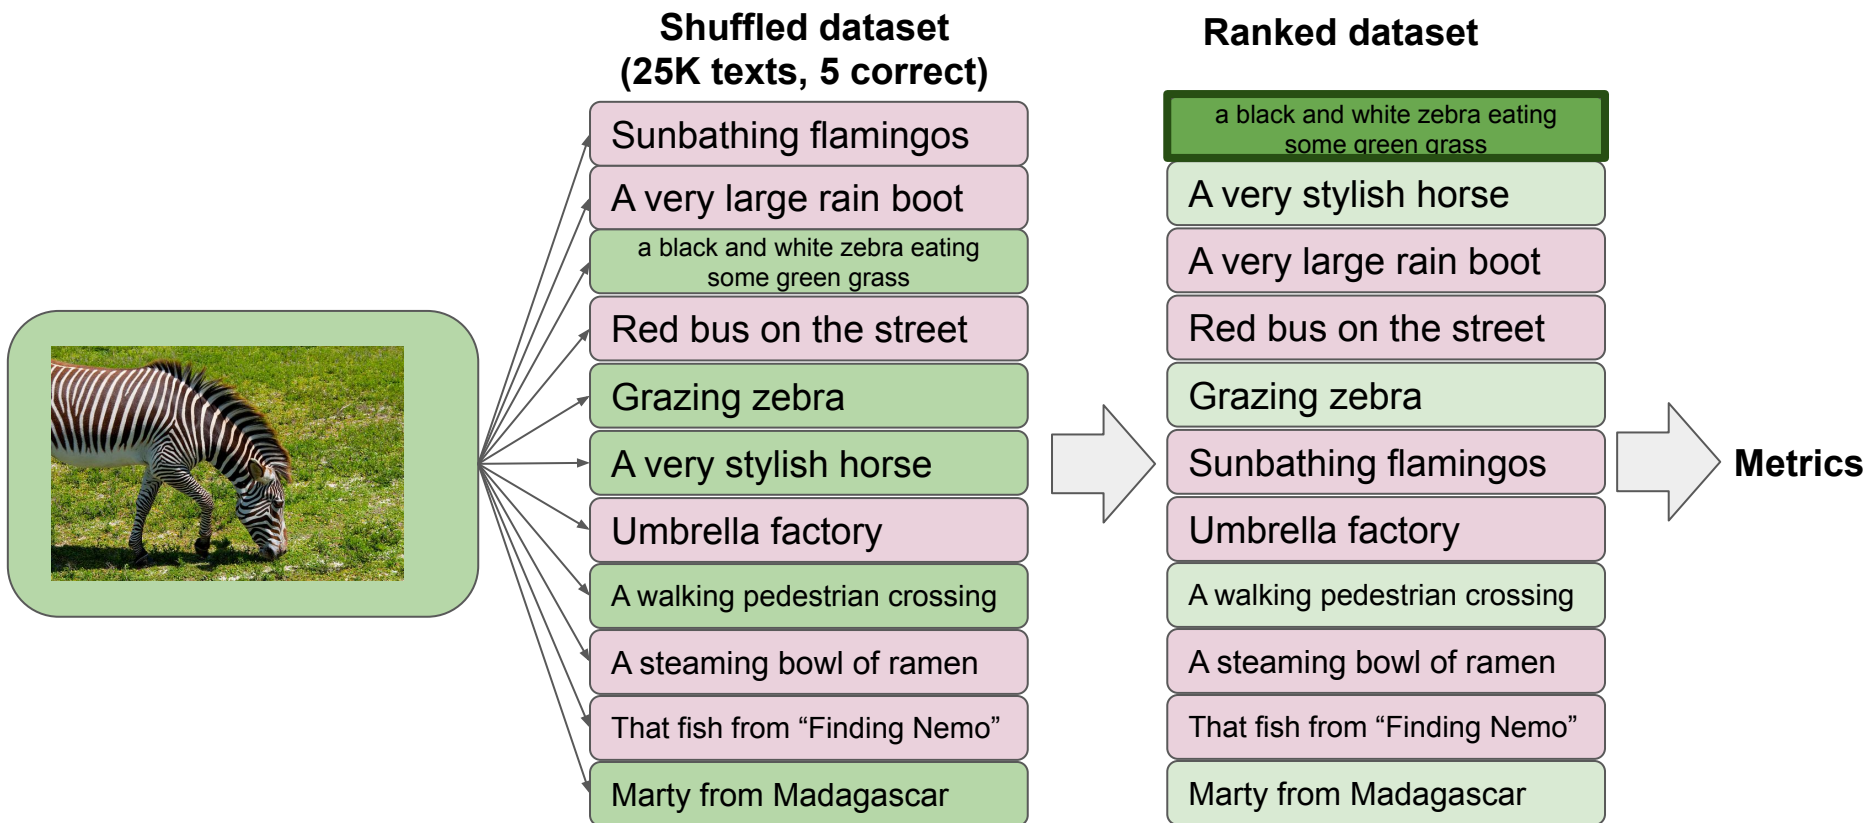 Shuffled dataset
(25K texts, 5 correct)
Sunbathing flamingos
A very large rain boot
a black and white zebra eating
some green grass
Red bus on the street
Grazing zebra
A very stylish horse
Umbrella factory
A walking pedestrian crossing
A steaming bowl of ramen
That fish from “Finding Nemo”
Marty from Madagascar
Ranked dataset
a black and white zebra eating
some green grass
A very stylish horse
A very large rain boot
Red bus on the street
Grazing zebra
Sunbathing flamingos
Umbrella factory
A walking pedestrian crossing
A steaming bowl of ramen
That fish from “Finding Nemo”
Marty from Madagascar
Metrics